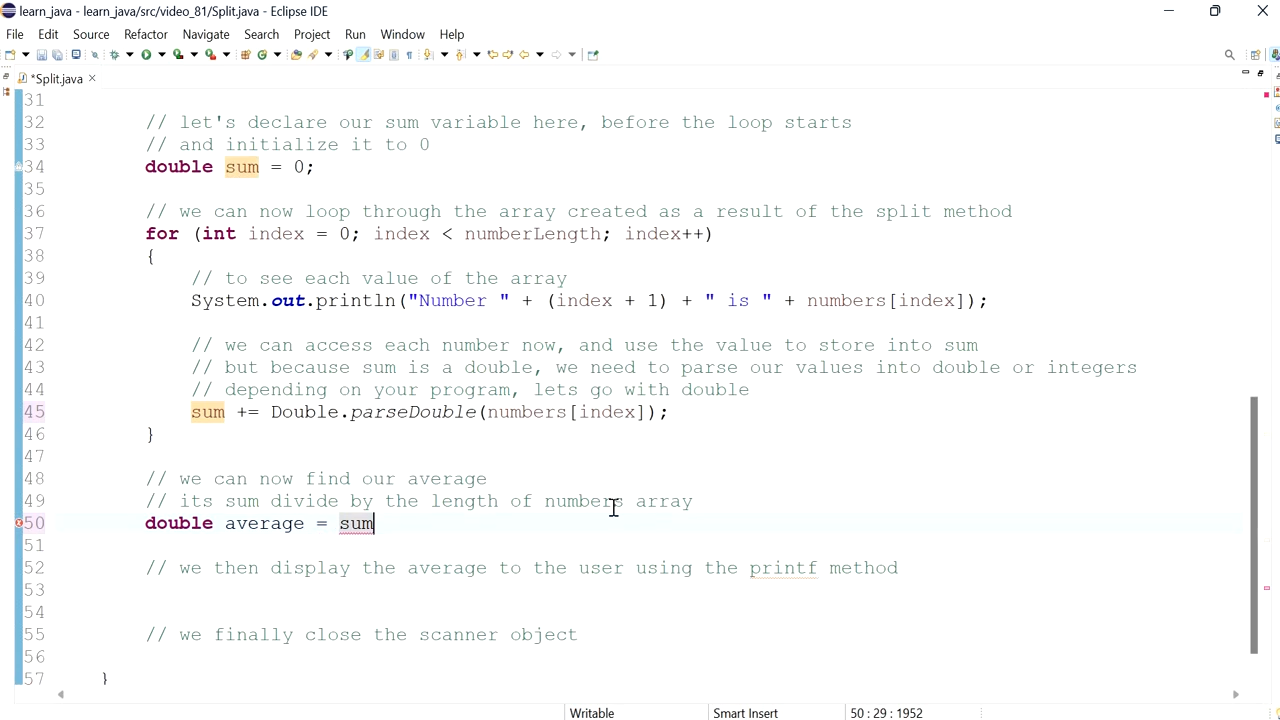 learn_java - learn_java/src/video_81/Split.java - Eclipse IDE
File Edit Source Refactor Navigate Search Project Run Window Help
*Split.java
31
32 // let's declare our sum variable here, before the loop starts
33 // and initialize it to 0
34 double sum = 0;
35
36 // we can now loop through the array created as a result of the split method
37 for (int index = 0; index < numberLength; index++)
38 {
39 // to see each value of the array
40 System.out.println("Number " + (index + 1) + " is " + numbers[index]);
41
42 // we can access each number now, and use the value to store into sum
43 // but because sum is a double, we need to parse our values into double or integers
44 // depending on your program, lets go with double
45 sum += Double.parseDouble(numbers[index]);
46 }
47
48 // we can now find our average
49 // its sum divide by the length of numbers array
50 double average = sum
51
52 // we then display the average to the user using the printf method
53
54
55 // we finally close the scanner object
56
57 }
Writable Smart Insert 50 : 29 : 1952